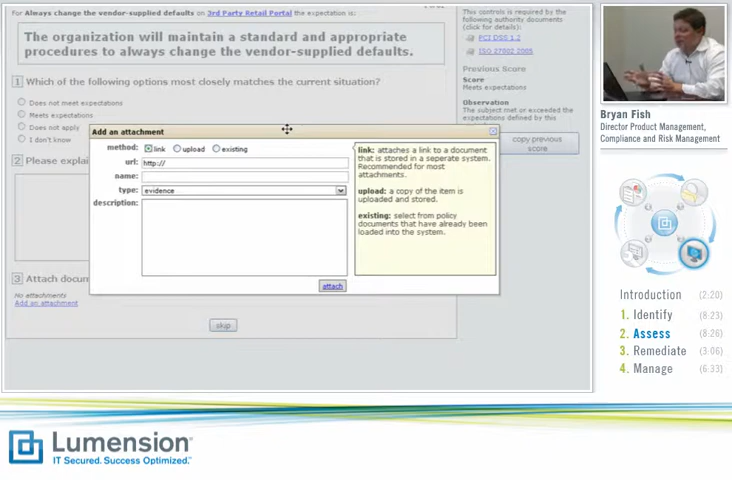 For Always change the vendor-supplied defaults on 3rd Party Retail Portal the expectation is:
The organization will maintain a standard and appropriate
procedures to always change the vendor-supplied defaults.
1 Which of the following options most closely matches the current situation?
Does not meet expectations
Meets expectations
Does not apply
I don't know
2 Please explai
3 Attach docum
No attachments
Add an attachment
skip
Add an attachment
method: link upload existing
url: http://
name:
type: evidence
description:
attach
link: attaches a link to a document
that is stored in a seperate system.
Recommended for most
attachments.
upload: a copy of the item is
uploaded and stored.
existing: select from policy
documents that have already been
loaded into the system.
This controls is required by the
following authority documents
(click for details):
PCI DSS 1.2
ISO 27002 2005
Previous Score
Score
Meets expectations
Observation
The subject met or exceeded the
expectations defined by this
copy previous
score
Bryan Fish
Director Product Management,
Compliance and Risk Management
Introduction (2:20)
1. Identify (8:23)
2. Assess (8:26)
3. Remediate (3:06)
4. Manage (6:33)
Lumension
IT Secured. Success Optimized.™